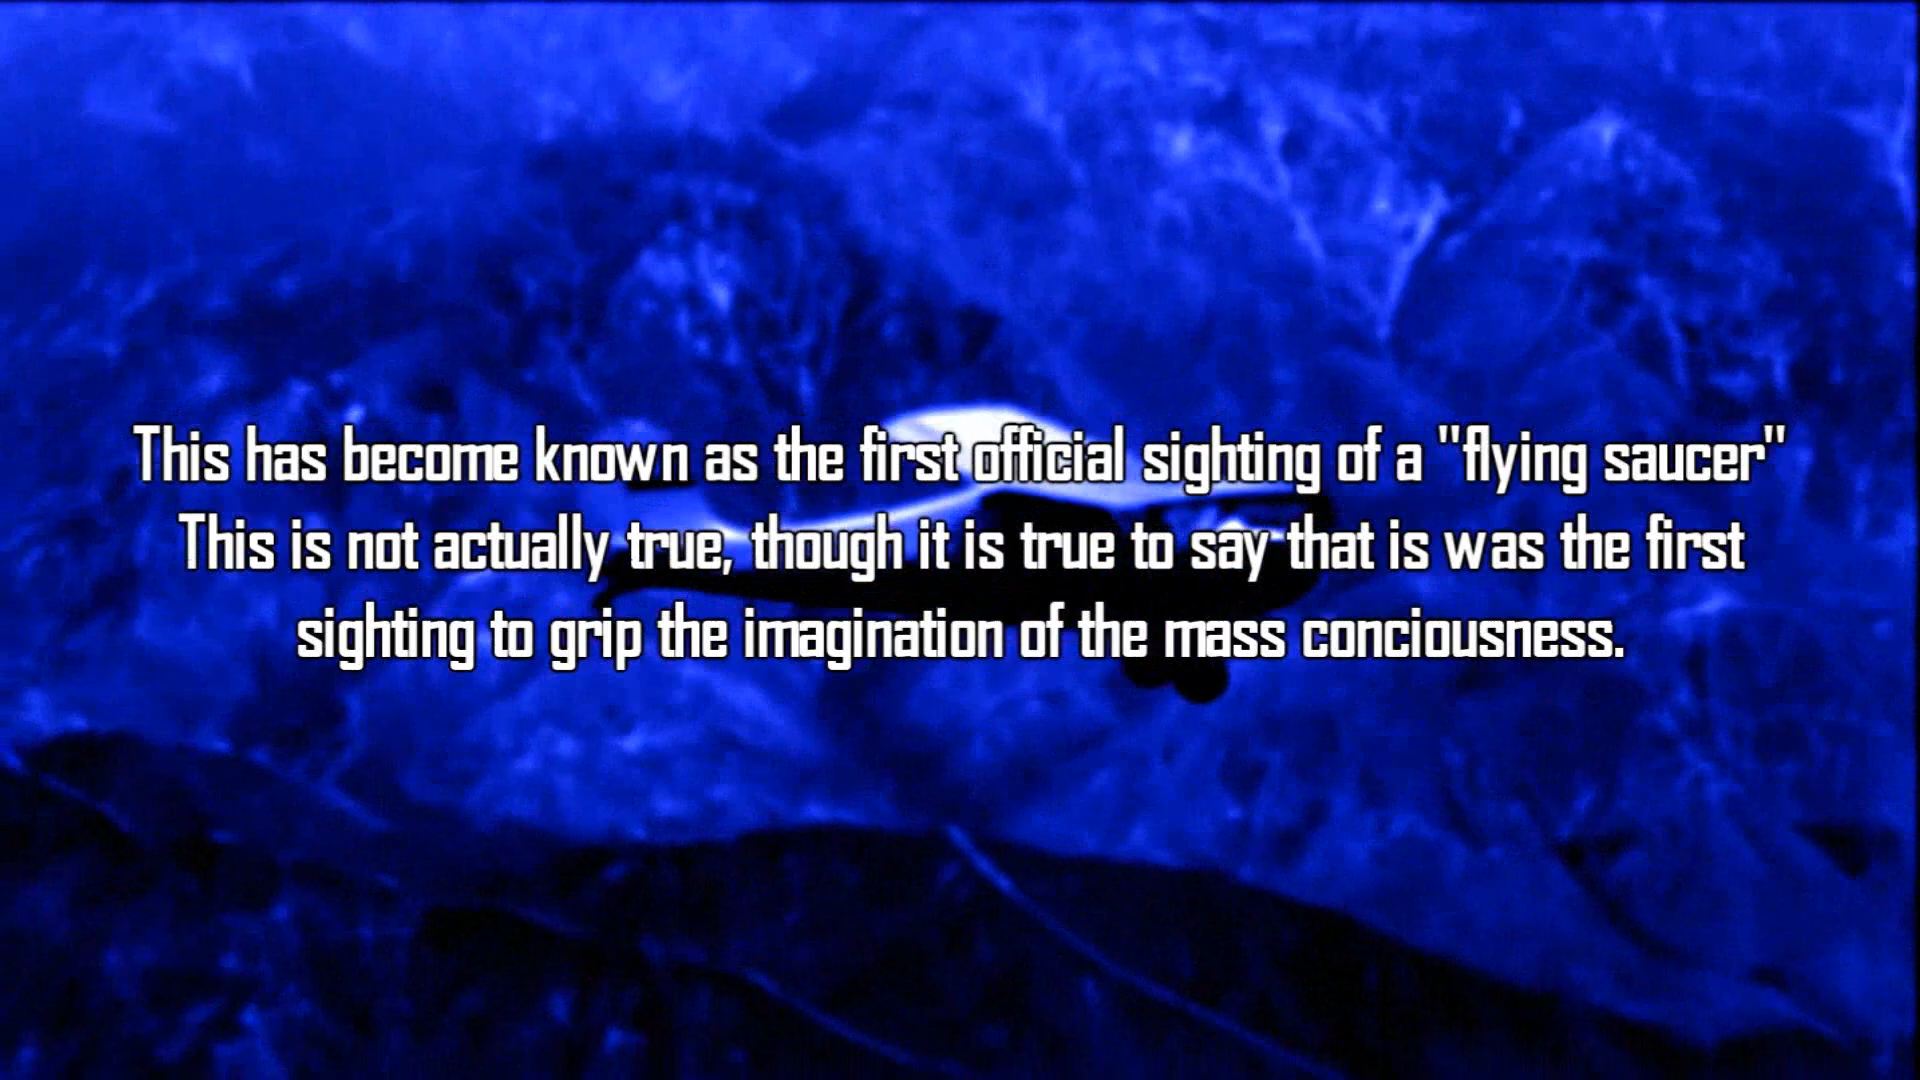 This has become known as the first official sighting of a "flying saucer"
This is not actually true, though it is true to say that is was the first
sighting to grip the imagination of the mass conciousness.